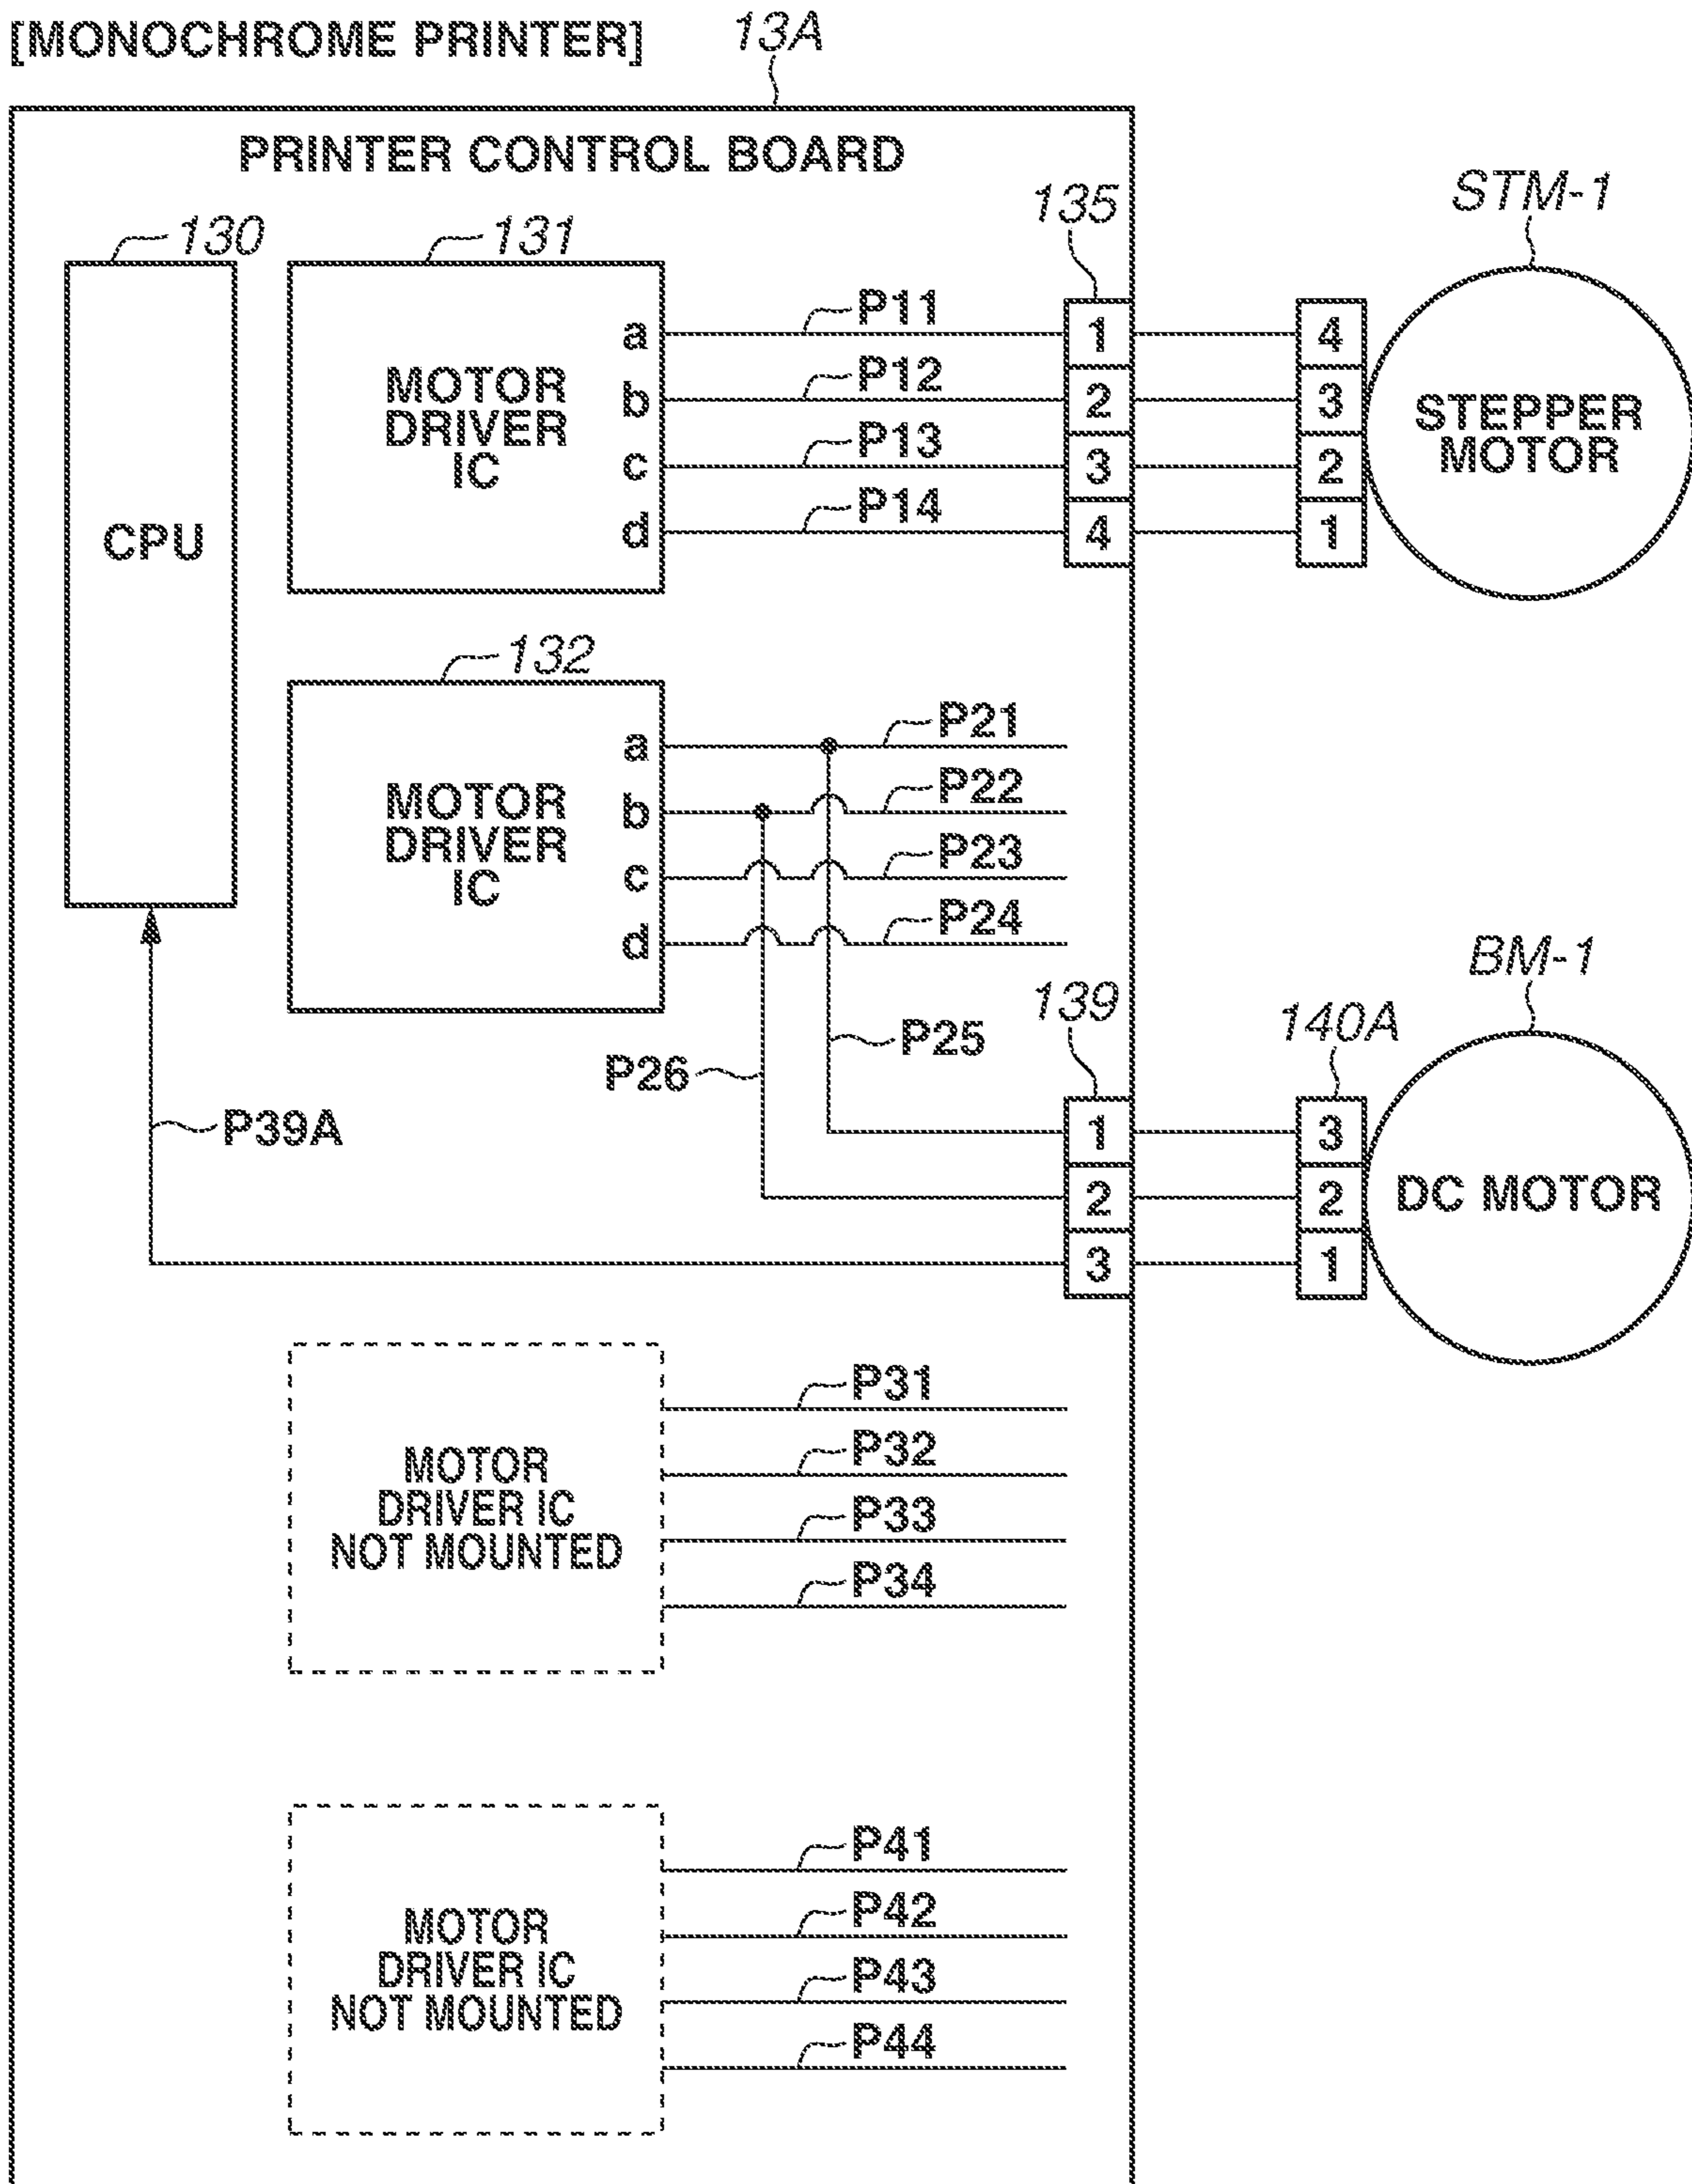 [MONOCHROME PRINTER]
13A
PRINTER CONTROL BOARD
130
131
135
STM-1
CPU
MOTOR
DRIVER
IC
a
b
c
d
P11
P12
P13
P14
1
2
3
4
4
3
2
1
STEPPER
MOTOR
132
MOTOR
DRIVER
IC
a
b
c
d
P21
P22
P23
P24
P25
P26
P39A
139
1
2
3
140A
3
2
1
BM-1
DC MOTOR
MOTOR
DRIVER IC
NOT MOUNTED
P31
P32
P33
P34
MOTOR
DRIVER IC
NOT MOUNTED
P41
P42
P43
P44